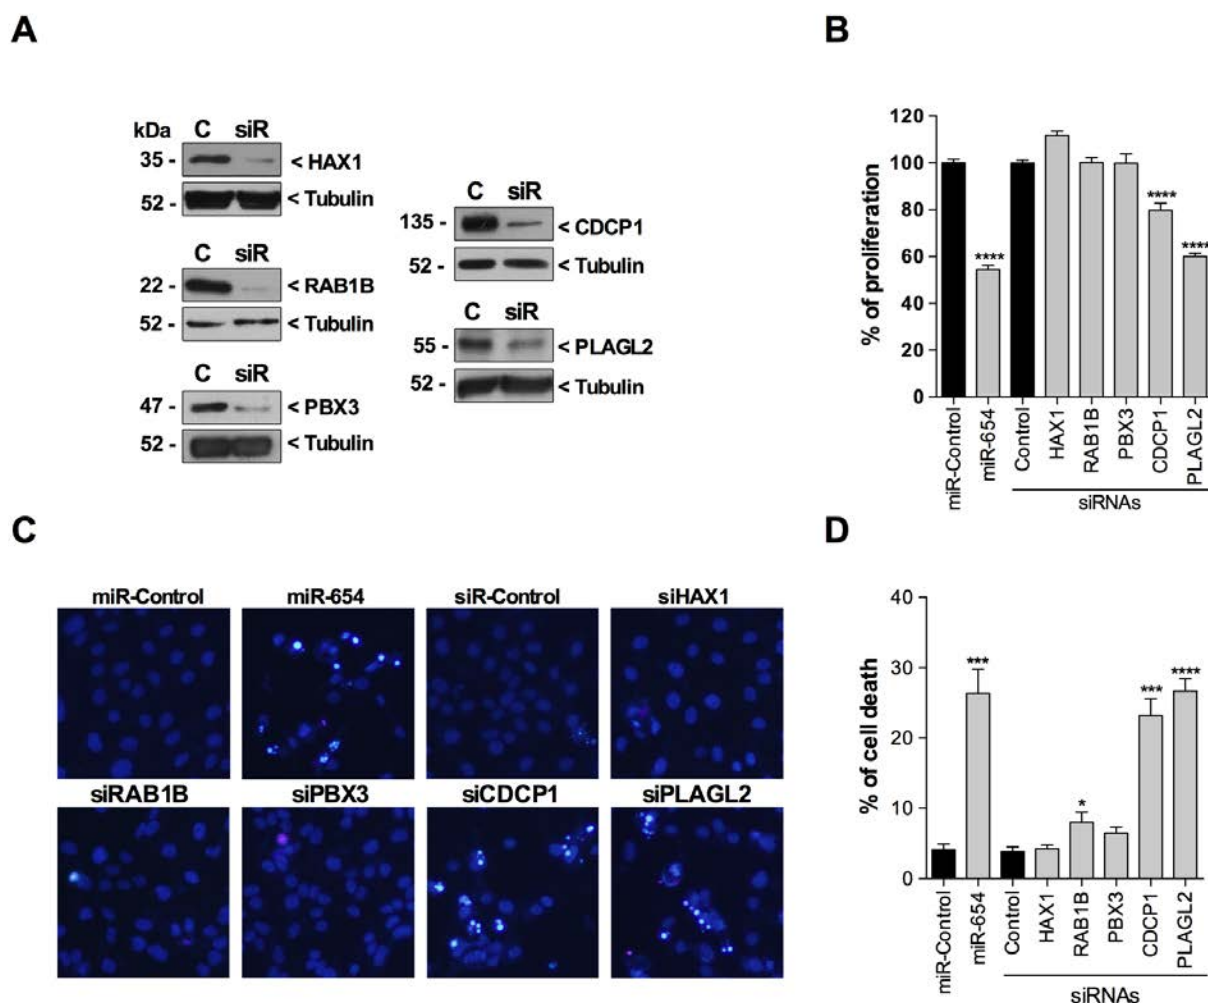 A
kDa C siR
35 - < HAX1
52 - < Tubulin
C siR
22 - < RAB1B
52 - < Tubulin
C siR
47 - < PBX3
52 - < Tubulin
C siR
135 - < CDCP1
52 - < Tubulin
C siR
55 - < PLAGL2
52 - < Tubulin
B
% of proliferation
120
100
80
60
40
20
0
****
****
****
miR-Control
miR-654
Control
HAX1
RAB1B
PBX3
CDCP1
PLAGL2
siRNAs
C
miR-Control miR-654 siR-Control siHAX1
siRAB1B siPBX3 siCDCP1 siPLAGL2
D
% of cell death
40
30
20
10
0
***
*
***
****
miR-Control
miR-654
Control
HAX1
RAB1B
PBX3
CDCP1
PLAGL2
siRNAs